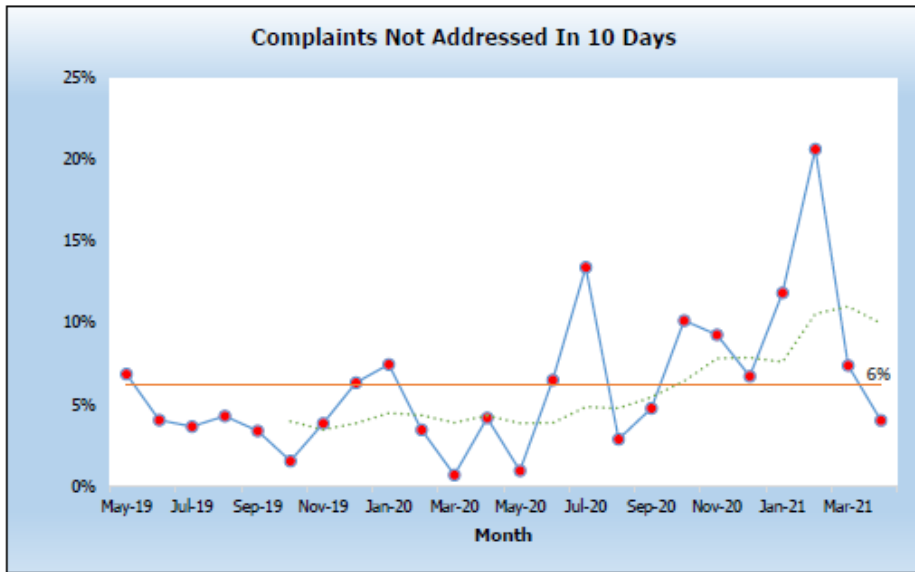 Complaints Not Addressed In 10 Days
25%
20%
15%
10%
6%
5%
0%
May-19 Jul-19 Sep-19 Nov-19 Jan-20 Mar-20 May-20 Jul-20 Sep-20 Nov-20 Jan-21 Mar-21
Month